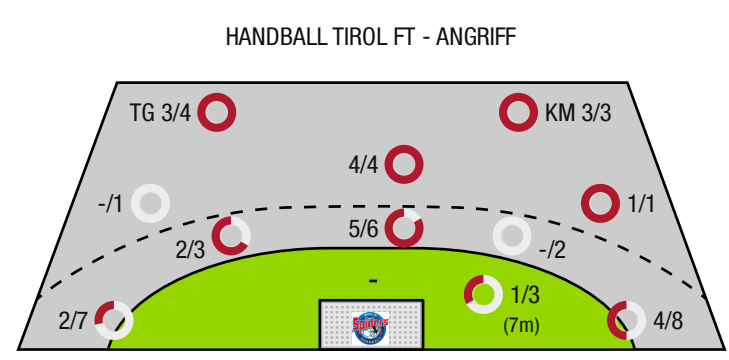 HANDBALL TIROL FT - ANGRIFF
TG 3/4
KM 3/3
4/4
-/1
1/1
2/3
5/6
-/2
-
1/3
(7m)
2/7
Spiders
4/8